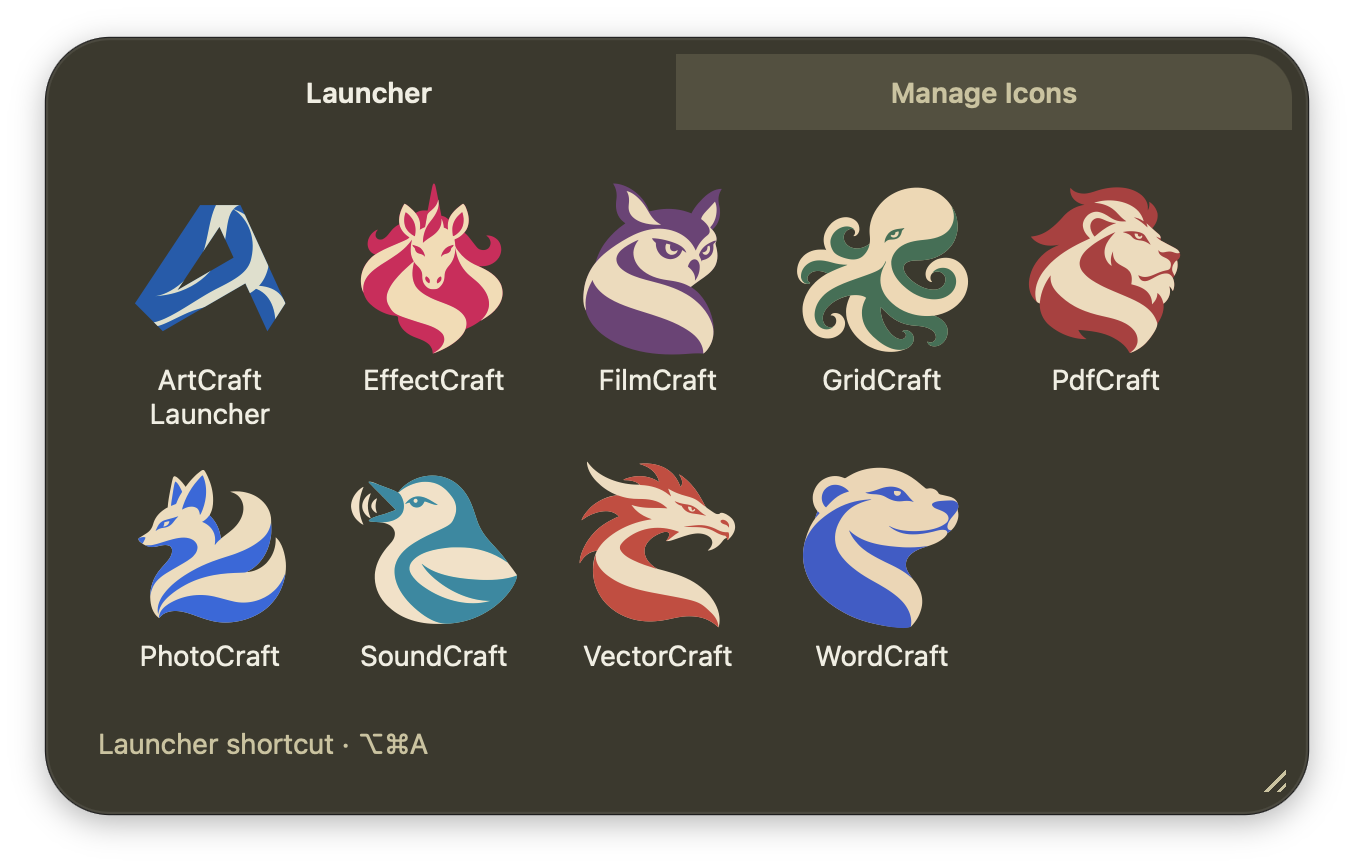 Launcher
Manage Icons
ArtCraft
Launcher
EffectCraft
FilmCraft
GridCraft
PdfCraft
PhotoCraft
SoundCraft
VectorCraft
WordCraft
Launcher shortcut · ⌥⌘A